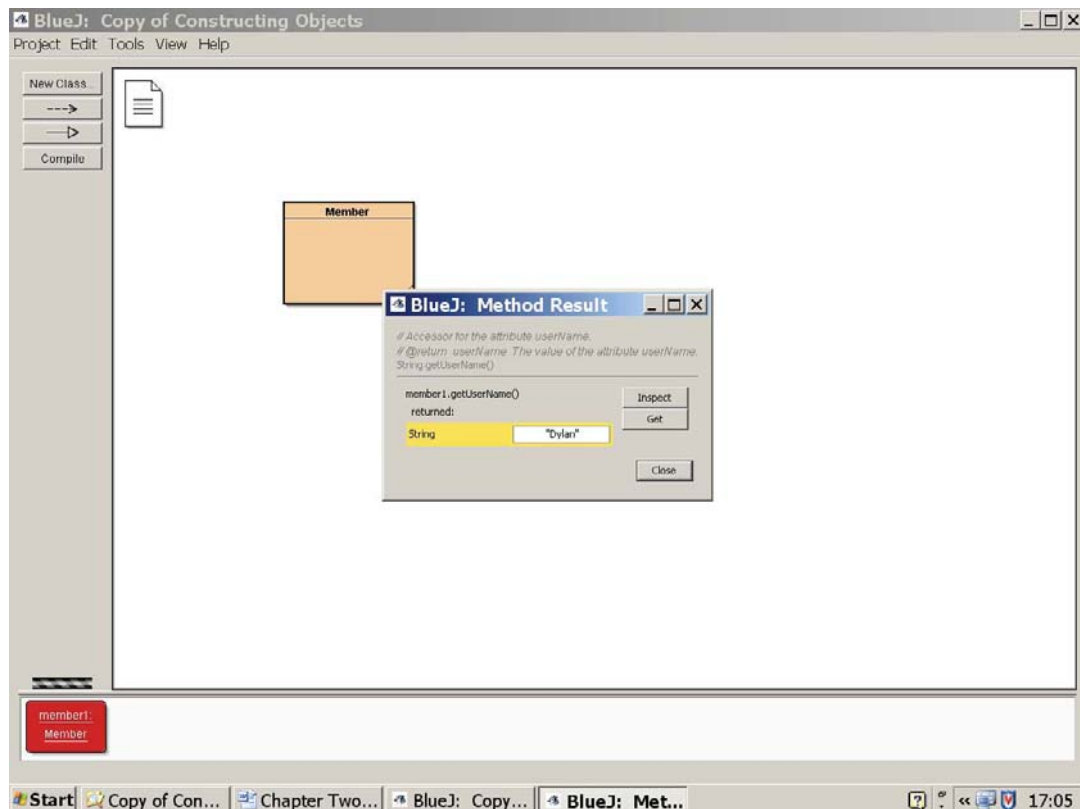 BlueJ: Copy of Constructing Objects
Project Edit Tools View Help
New Class...
Compile
Member
BlueJ: Method Result
// Accessor for the attribute userName.
// @return userName The value of the attribute userName.
String getUserName()
member1.getUserName()
returned:
String "Dylan"
Inspect
Get
Close
member1:
Member
Start Copy of Con... Chapter Two... BlueJ: Copy... BlueJ: Met... 17:05